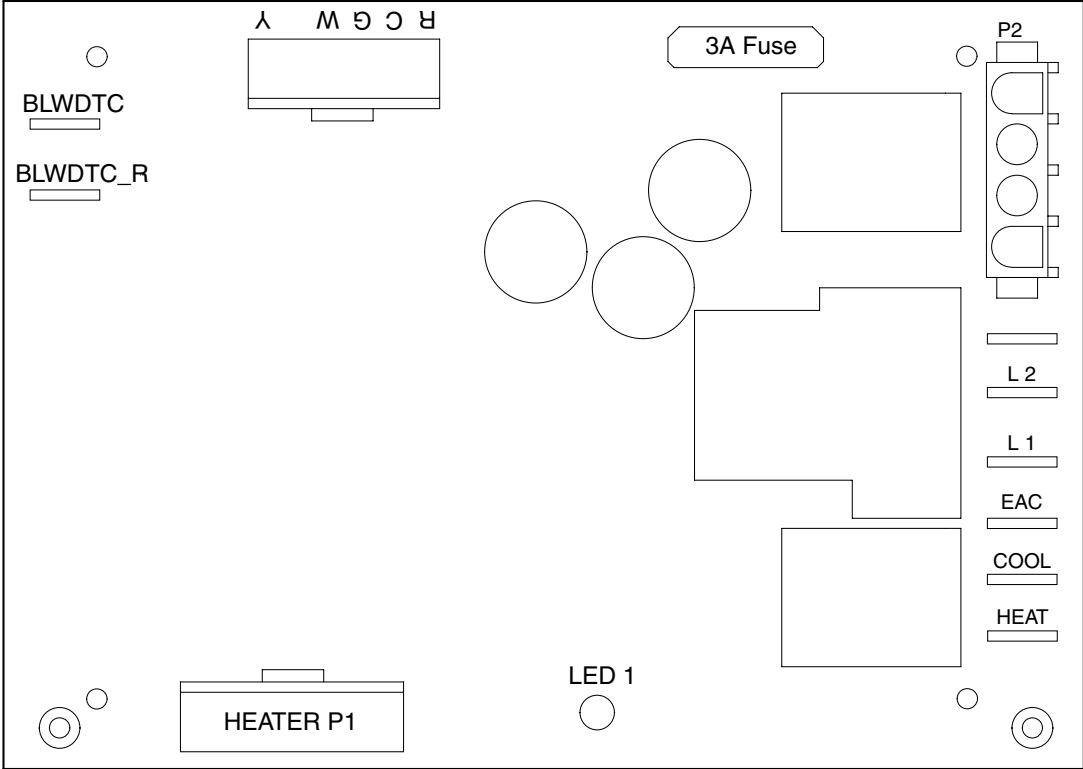 Y W G C R
3A Fuse
P2
BLWDTC
BLWDTC_R
L 2
L 1
EAC
COOL
HEAT
LED 1
HEATER P1